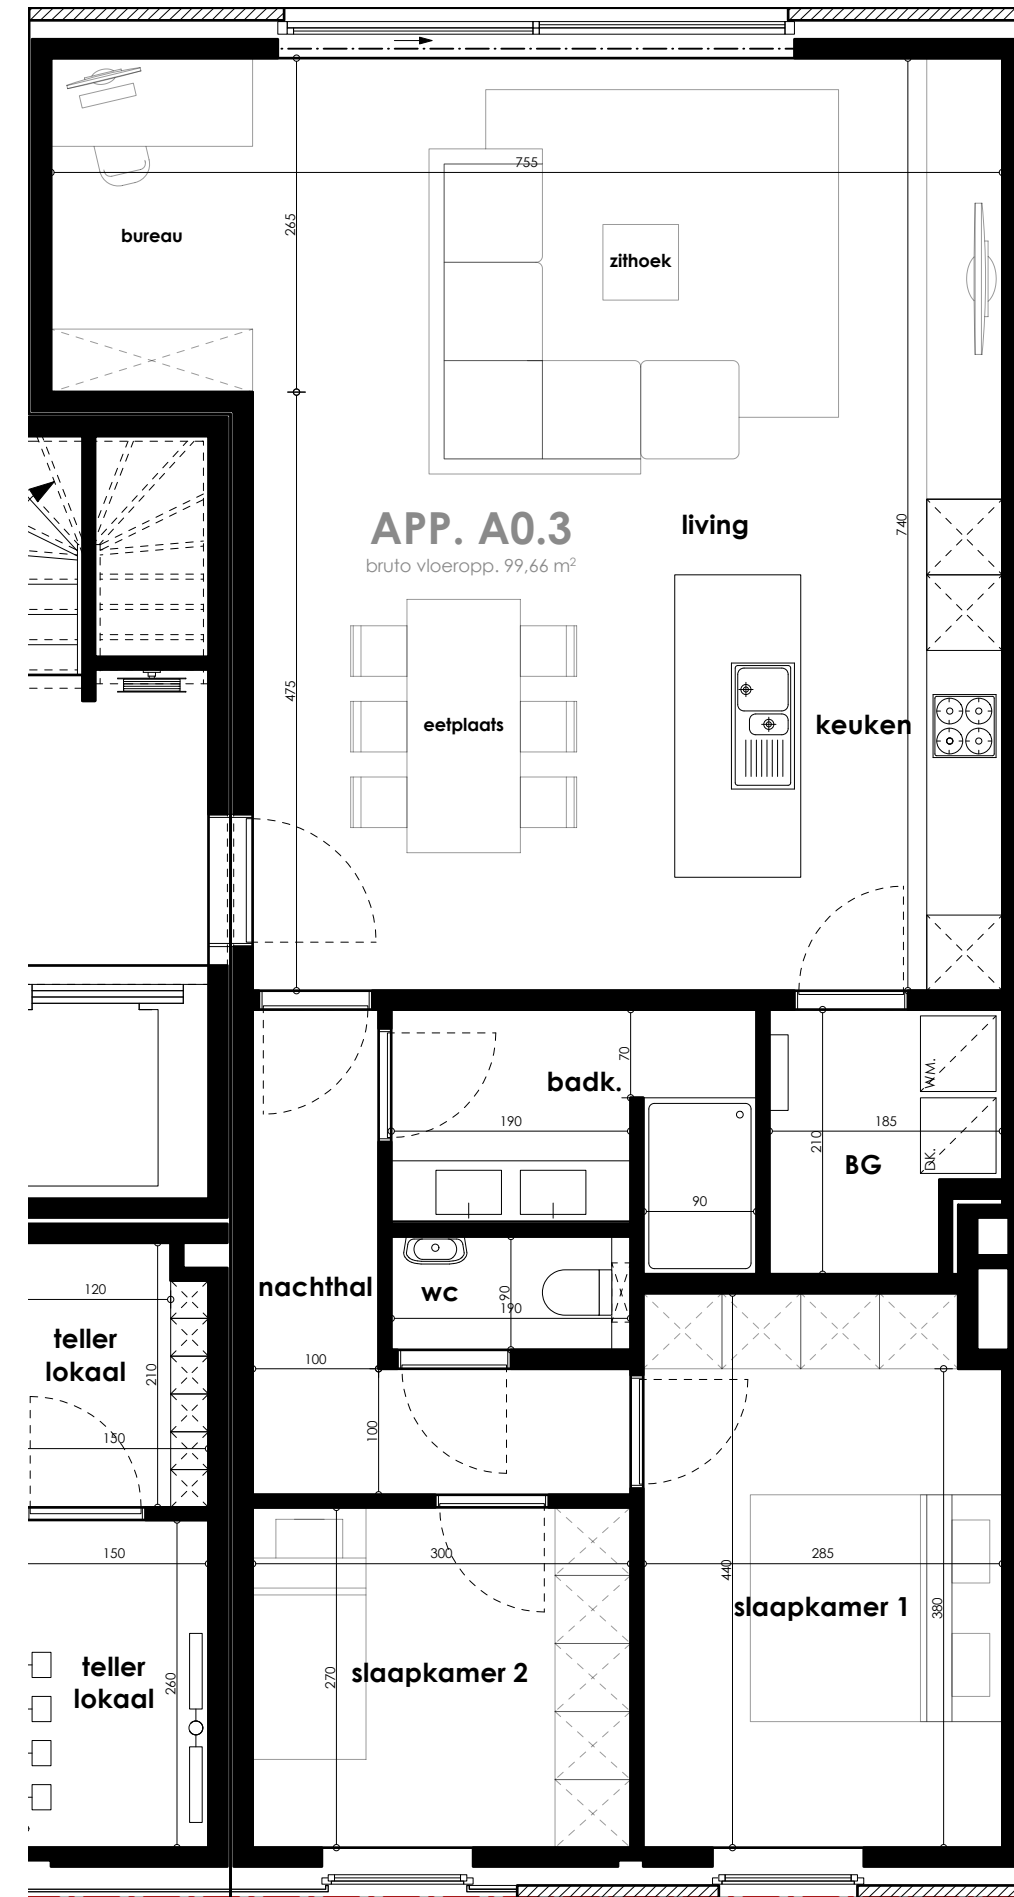 755
265
bureau
zithoek
APP. A0.3
bruto vloeropp. 99,66 m²
living
740
475
eetplaats
keuken
70
badk.
WM.
190
185
210
DK.
BG
90
nachthal
wc
90
190
120
teller
lokaal
210
150
100
100
150
300
285
440
slaapkamer 1
380
teller
lokaal
260
270
slaapkamer 2